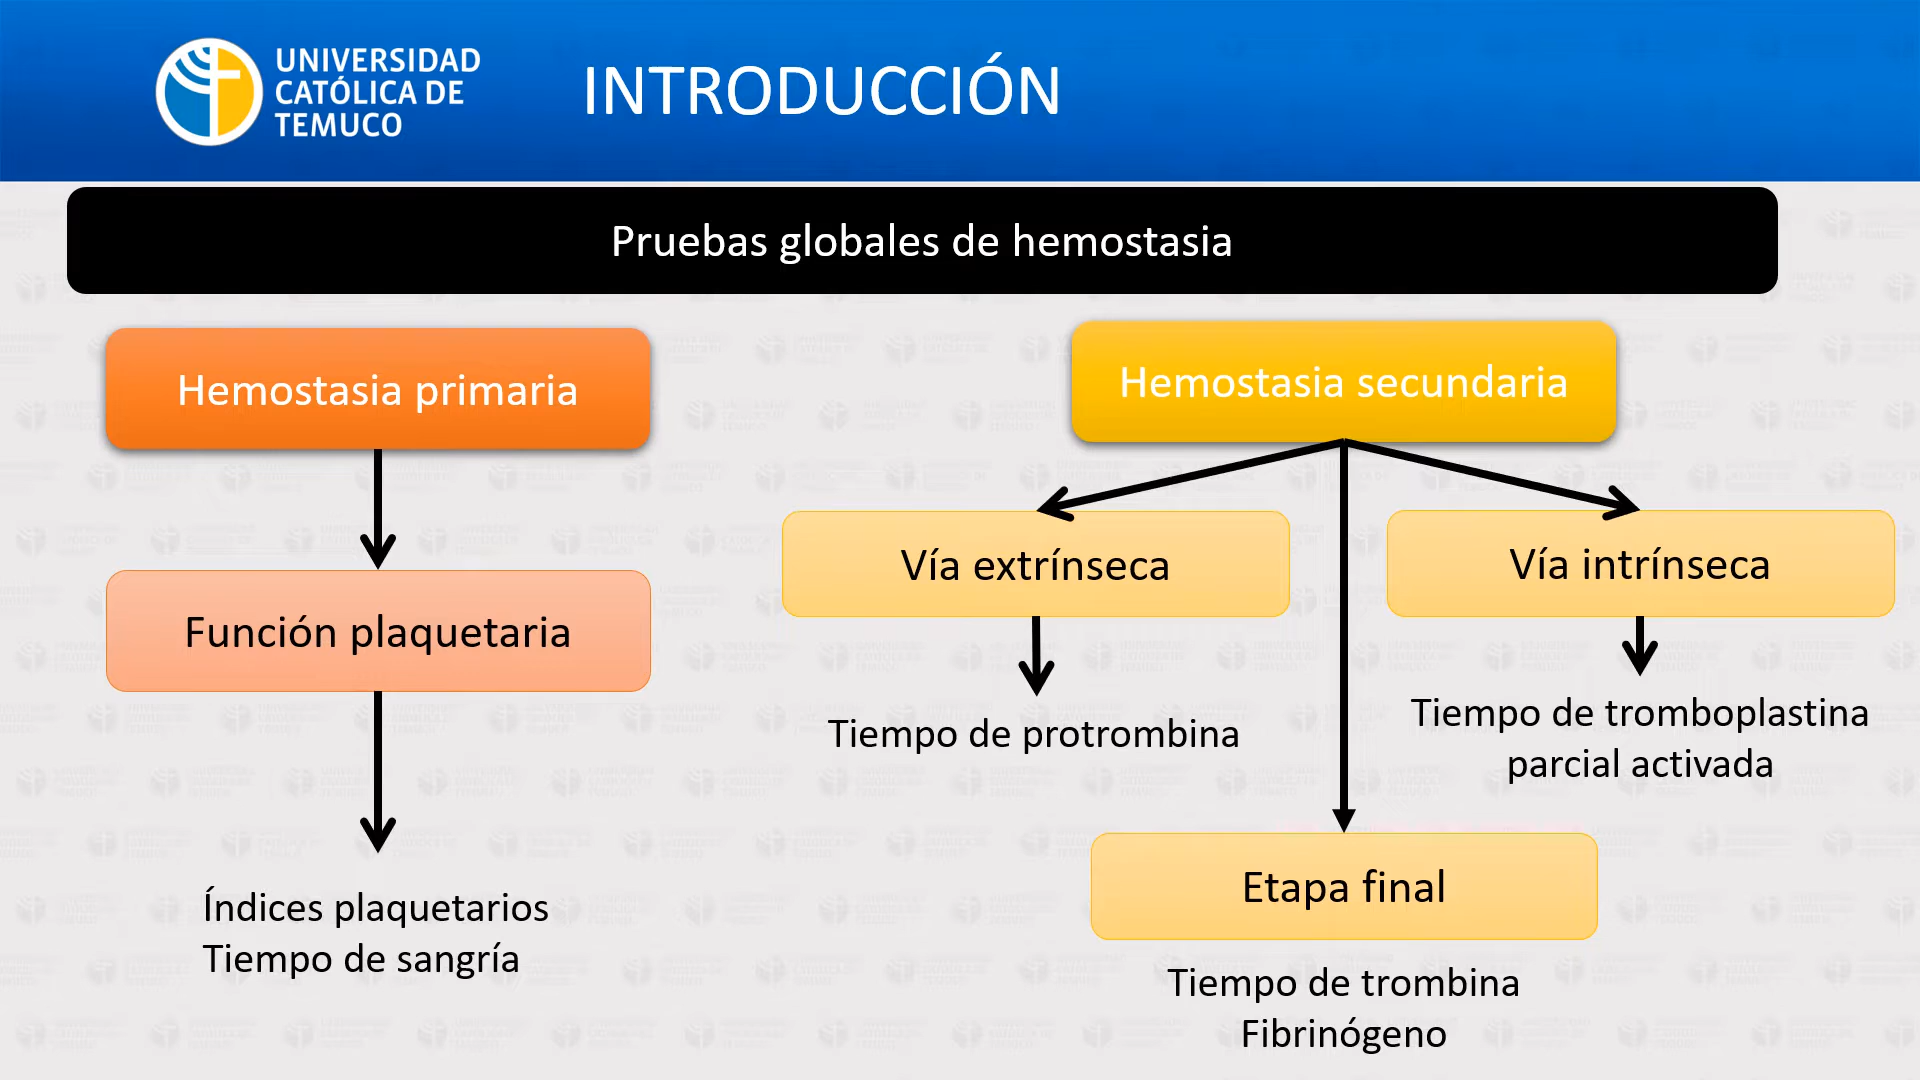 UNIVERSIDAD
CATÓLICA DE
TEMUCO
INTRODUCCIÓN
Pruebas globales de hemostasia
Hemostasia primaria
Función plaquetaria
Índices plaquetarios
Tiempo de sangría
Hemostasia secundaria
Vía extrínseca
Tiempo de protrombina
Vía intrínseca
Tiempo de tromboplastina
parcial activada
Etapa final
Tiempo de trombina
Fibrinógeno